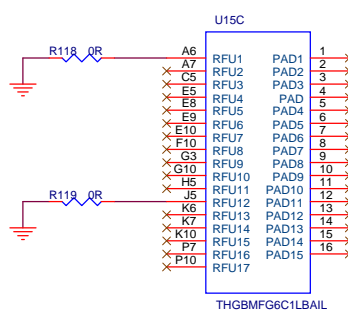 U15C
R118 0R A6 RFU1 PAD1 1
A7 RFU2 PAD2 2
C5 RFU3 PAD3 3
E5 RFU4 PAD 4
E8 RFU5 PAD4 5
E9 RFU6 PAD5 6
E10 RFU7 PAD6 7
F10 RFU8 PAD7 8
G3 RFU9 PAD8 9
G10 RFU10 PAD9 10
H5 RFU11 PAD10 11
R119 0R J5 RFU12 PAD11 12
K6 RFU13 PAD12 13
K7 RFU14 PAD13 14
K10 RFU15 PAD14 15
P7 RFU16 PAD15 16
P10 RFU17
THGBMFG6C1LBAIL